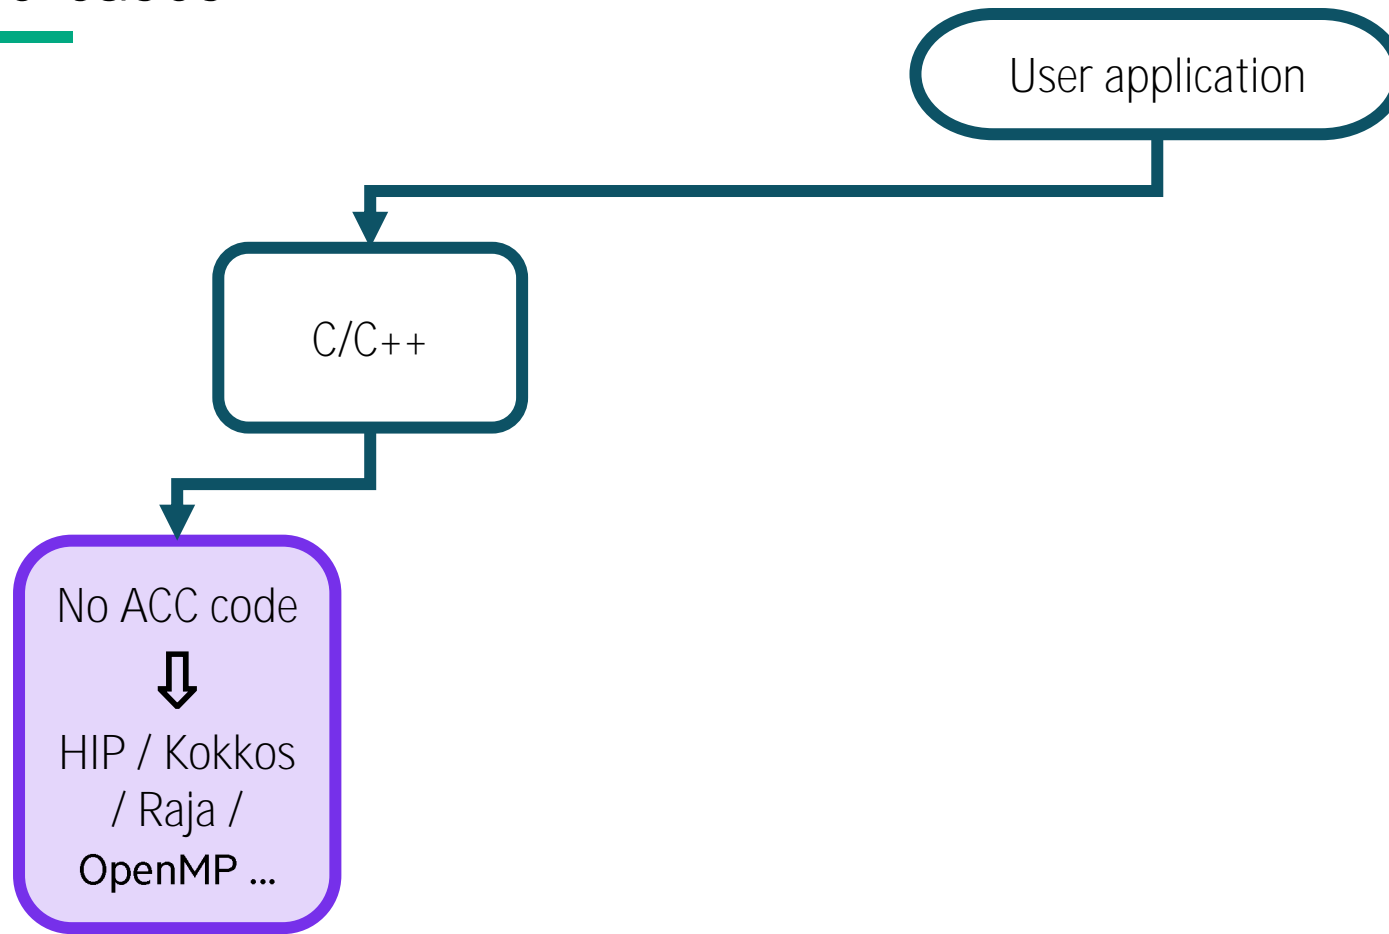 User application
C/C++
No ACC code
HIP / Kokkos
/ Raja /
OpenMP ...